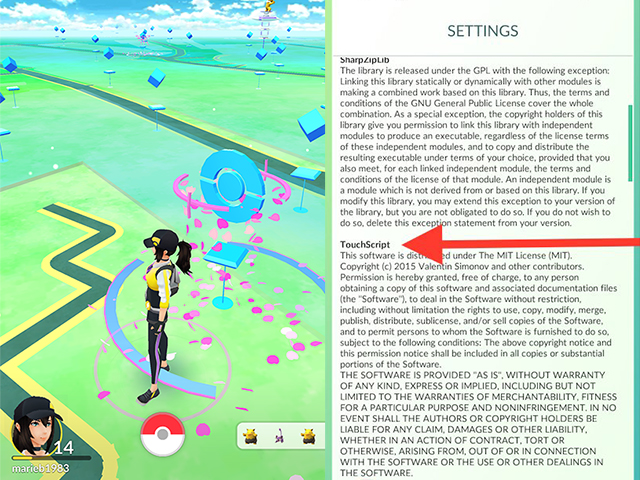 14
marieb1983
SETTINGS
SharpZipLib
The library is released under the GPL with the following exception:
Linking this library statically or dynamically with other modules is
making a combined work based on this library. Thus, the terms and
conditions of the GNU General Public License cover the whole
combination. As a special exception, the copyright holders of
this library give you permission to link this library with independent
modules to produce an executable, regardless of the license terms
of these independent modules, and to copy and distribute the
resulting executable under terms of your choice, provided that you
also meet, for each linked independent module, the terms and
conditions of the license of that module. An independent module is
a module which is not derived from or based on this library. If you
modify this library, you may extend this exception to your version of
the library, but you are not obligated to do so. If you do not wish to
do so, delete this exception statement from your version.
TouchScript
This software is distributed under The MIT License (MIT).
Copyright (c) 2015 Valentin Simonov and other contributors.
Permission is hereby granted, free of charge, to any person
obtaining a copy of this software and associated documentation files
(the "Software"), to deal in the Software without restriction,
including without limitation the rights to use, copy, modify, merge,
publish, distribute, sublicense, and/or sell copies of the Software,
and to permit persons to whom the Software is furnished to do so,
subject to the following conditions: The above copyright notice and
this permission notice shall be included in all copies or substantial
portions of the Software.
THE SOFTWARE IS PROVIDED "AS IS", WITHOUT WARRANTY
OF ANY KIND, EXPRESS OR IMPLIED, INCLUDING BUT NOT
LIMITED TO THE WARRANTIES OF MERCHANTABILITY, FITNESS
FOR A PARTICULAR PURPOSE AND NONINFRINGEMENT. IN NO
EVENT SHALL THE AUTHORS OR COPYRIGHT HOLDERS BE
LIABLE FOR ANY CLAIM, DAMAGES OR OTHER LIABILITY,
WHETHER IN AN ACTION OF CONTRACT, TORT OR
OTHERWISE, ARISING FROM, OUT OF OR IN CONNECTION
WITH THE SOFTWARE OR THE USE OR OTHER DEALINGS IN
THE SOFTWARE.